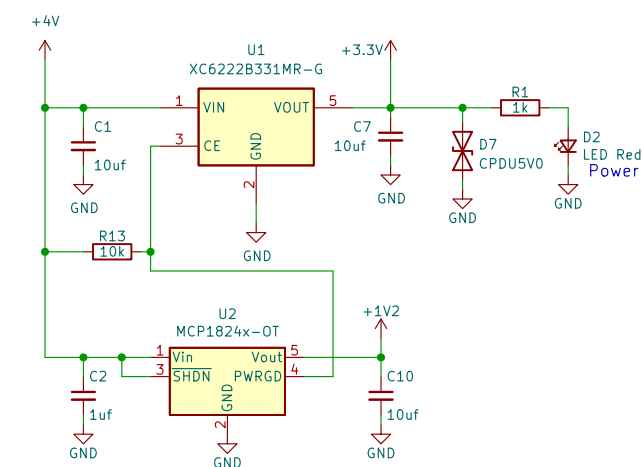 +4V
U1
XC6222B331MR-G
+3.3V
1
VIN
VOUT
5
R1
1k
C1
10uf
3
CE
GND
2
C7
10uf
D7
CPDU5V0
D2
LED Red
Power
GND
GND
GND
GND
GND
R13
10k
U2
MCP1824x-OT
+1V2
1
Vin
Vout
5
3
SHDN
PWRGD
4
GND
2
C2
1uf
C10
10uf
GND
GND
GND